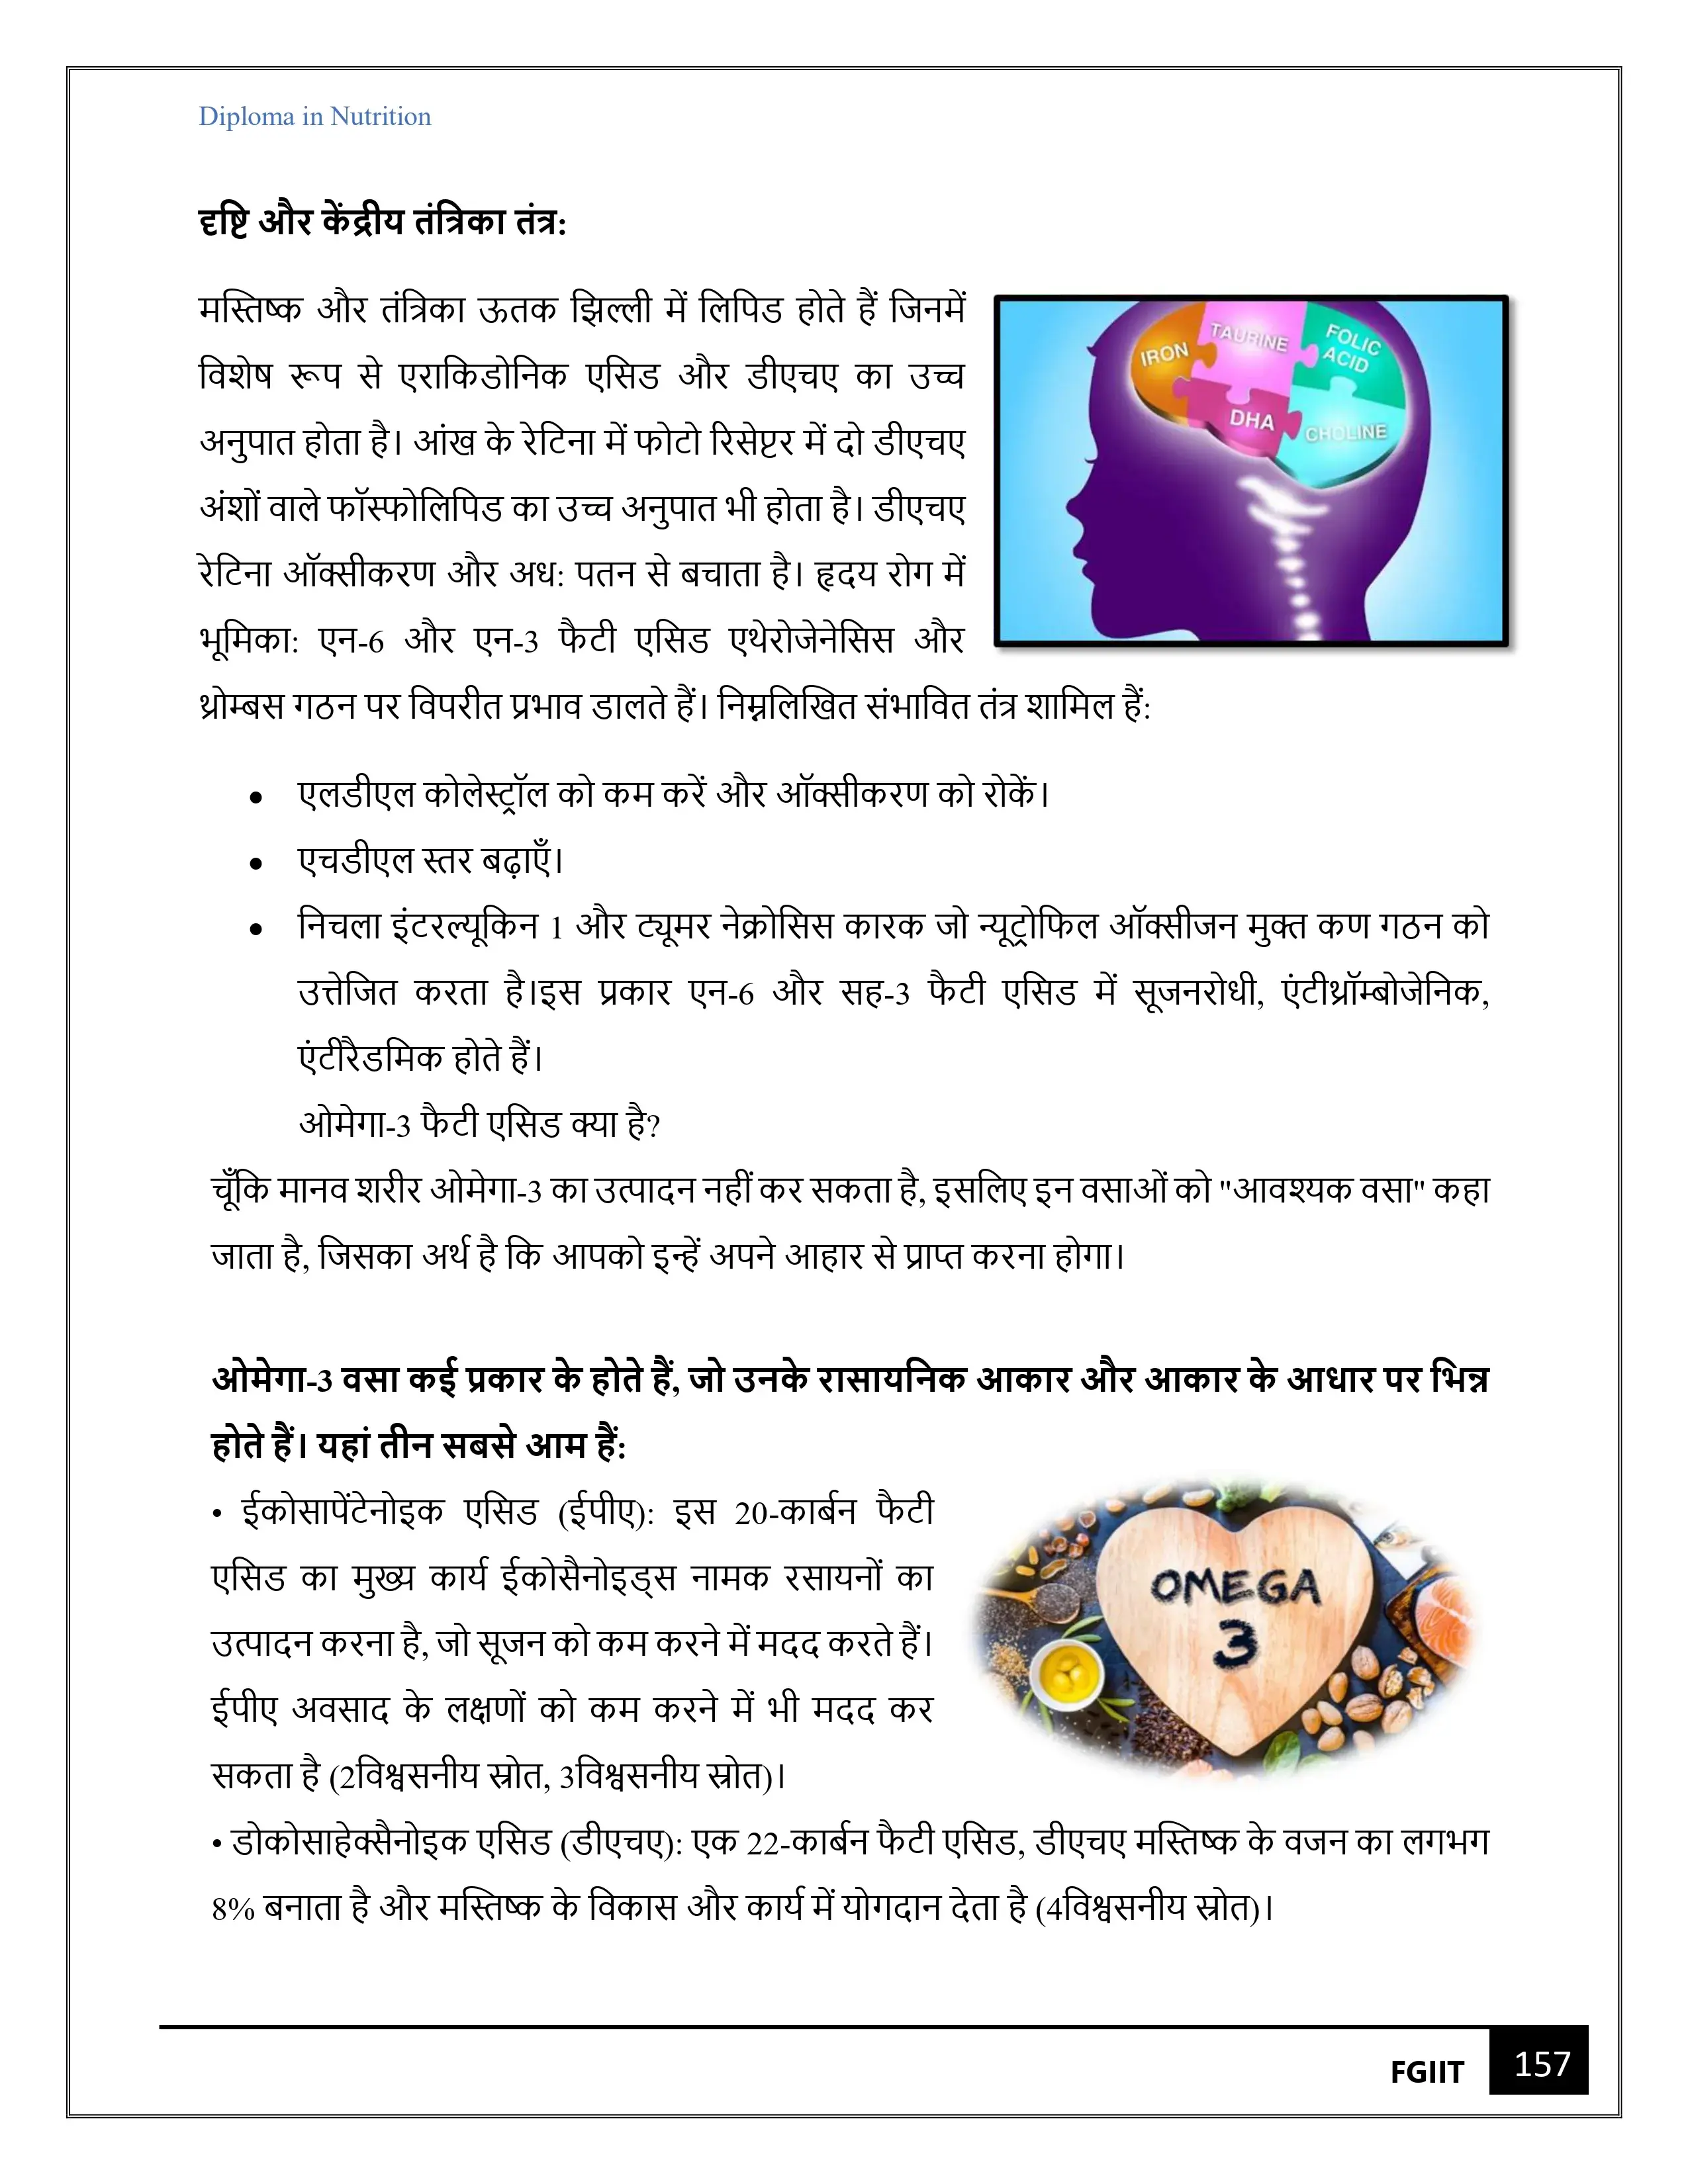 Diploma in Nutrition
दृष्टि और केंद्रीय तंत्रिका तंत्र:
मस्तिष्क और तंत्रिका ऊतक झिल्ली में लिपिड होते हैं जिनमें
विशेष रूप से एराकिडोनिक एसिड और डीएचए का उच्च
अनुपात होता है। आंख के रेटिना में फोटो रिसेप्टर में दो डीएचए
अंशों वाले फॉस्फोलिपिड का उच्च अनुपात भी होता है। डीएचए
रेटिना ऑक्सीकरण और अध: पतन से बचाता है। हृदय रोग में
भूमिका: एन-6 और एन-3 फैटी एसिड एथेरोजेनेसिस और
थ्रोम्बस गठन पर विपरीत प्रभाव डालते हैं। निम्नलिखित संभावित तंत्र शामिल हैं:
IRON
TAURINE
FOLIC
ACID
DHA
CHOLINE
• एलडीएल कोलेस्ट्रॉल को कम करें और ऑक्सीकरण को रोकें।
• एचडीएल स्तर बढ़ाएँ।
• निचला इंटरल्यूकिन 1 और ट्यूमर नेक्रोसिस कारक जो न्यूट्रोफिल ऑक्सीजन मुक्त कण गठन को
उत्तेजित करता है।इस प्रकार एन-6 और सह-3 फैटी एसिड में सूजनरोधी, एंटीथ्रॉम्बोजेनिक,
एंटीरैडमिक होते हैं।
ओमेगा-3 फैटी एसिड क्या है?
चूँकि मानव शरीर ओमेगा-3 का उत्पादन नहीं कर सकता है, इसलिए इन वसाओं को "आवश्यक वसा" कहा
जाता है, जिसका अर्थ है कि आपको इन्हें अपने आहार से प्राप्त करना होगा।
ओमेगा-3 वसा कई प्रकार के होते हैं, जो उनके रासायनिक आकार और आकार के आधार पर भिन्न
होते हैं। यहां तीन सबसे आम हैं:
• ईकोसापेंटेनोइक एसिड (ईपीए): इस 20-कार्बन फैटी
एसिड का मुख्य कार्य ईकोसैनोइड्स नामक रसायनों का
उत्पादन करना है, जो सूजन को कम करने में मदद करते हैं।
ईपीए अवसाद के लक्षणों को कम करने में भी मदद कर
सकता है (2विश्वसनीय स्रोत, 3विश्वसनीय स्रोत)।
OMEGA
3
• डोकोसाहेक्सैनोइक एसिड (डीएचए): एक 22-कार्बन फैटी एसिड, डीएचए मस्तिष्क के वजन का लगभग
8% बनाता है और मस्तिष्क के विकास और कार्य में योगदान देता है (4विश्वसनीय स्रोत)।
FGIIT 157